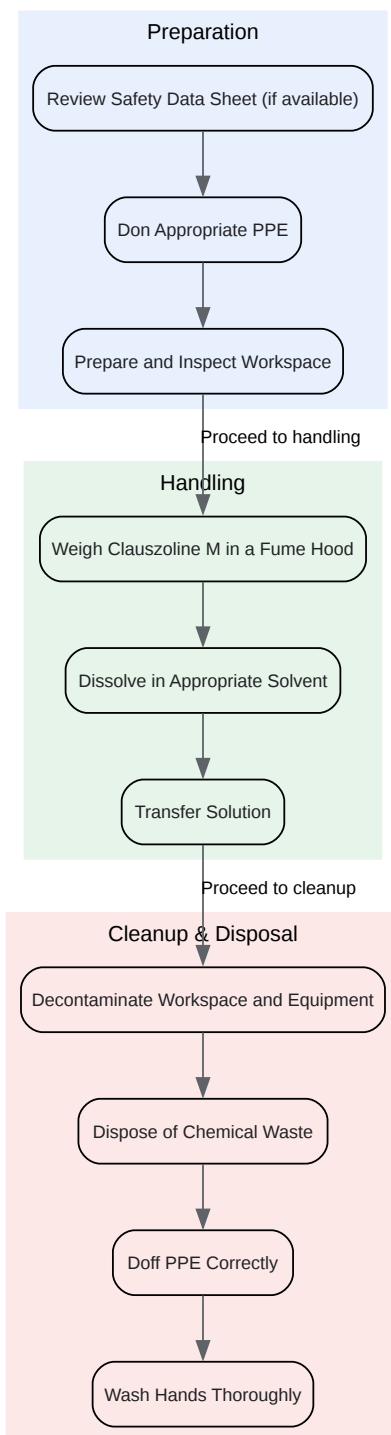 Preparation
Review Safety Data Sheet (if available)
Don Appropriate PPE
Prepare and Inspect Workspace
Proceed to handling
Handling
Weigh Clauszoline M in a Fume Hood
Dissolve in Appropriate Solvent
Transfer Solution
Proceed to cleanup
Cleanup & Disposal
Decontaminate Workspace and Equipment
Dispose of Chemical Waste
Doff PPE Correctly
Wash Hands Thoroughly